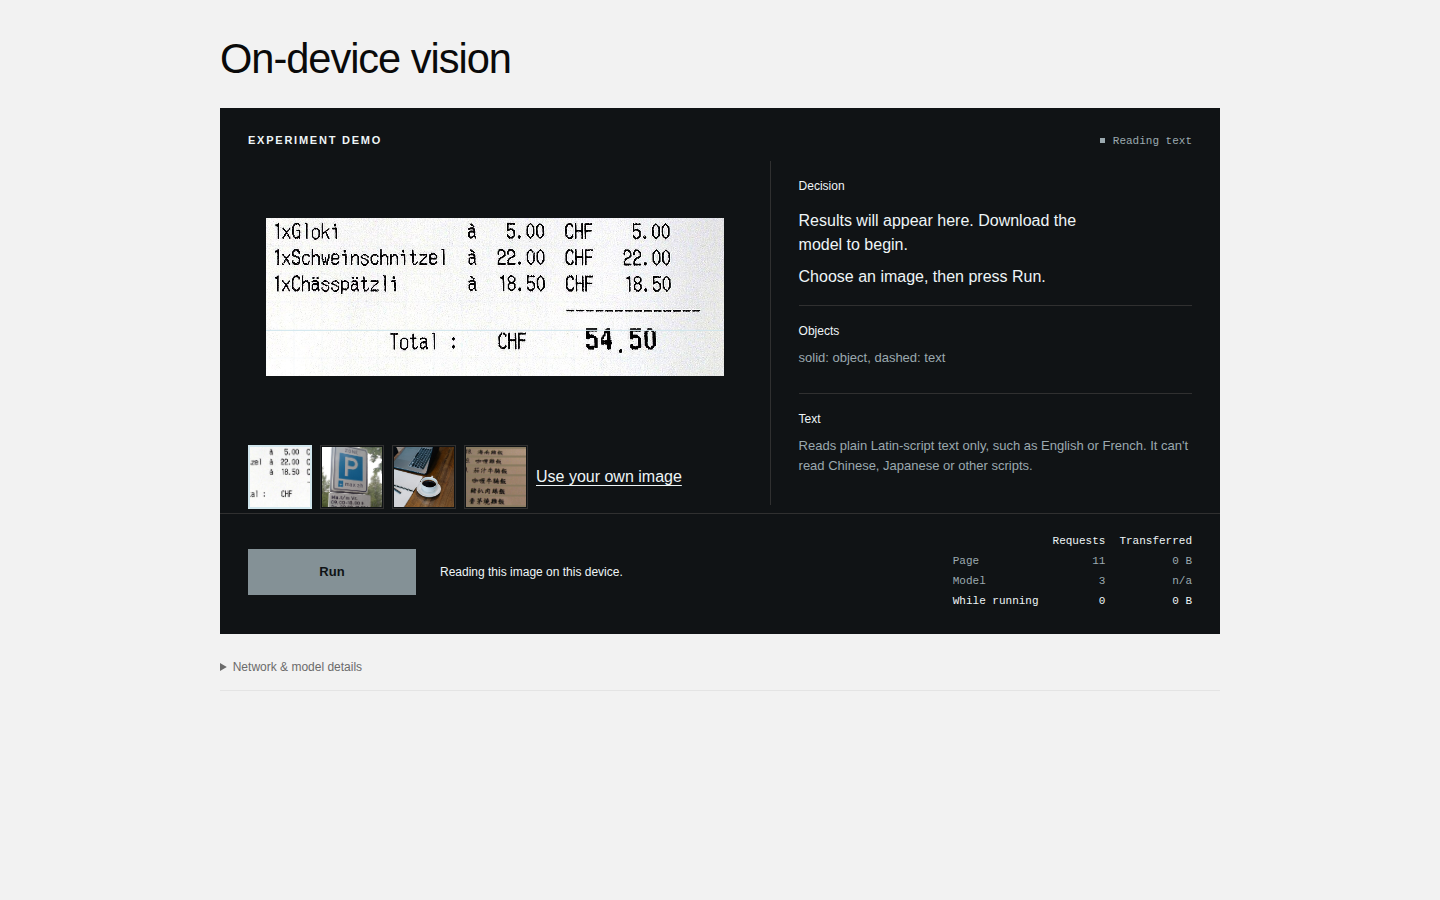 On-device vision
EXPERIMENT DEMO
Reading text
1xGloki à 5.00 CHF 5.00
1xSchweinschnitzel à 22.00 CHF 22.00
1xChässpätzli à 18.50 CHF 18.50
Total : CHF 54.50
Use your own image
Decision
Results will appear here. Download the
model to begin.
Choose an image, then press Run.
Objects
solid: object, dashed: text
Text
Reads plain Latin-script text only, such as English or French. It can't
read Chinese, Japanese or other scripts.
Run
Reading this image on this device.
Requests Transferred
Page 11 0 B
Model 3 n/a
While running 0 0 B
Network & model details